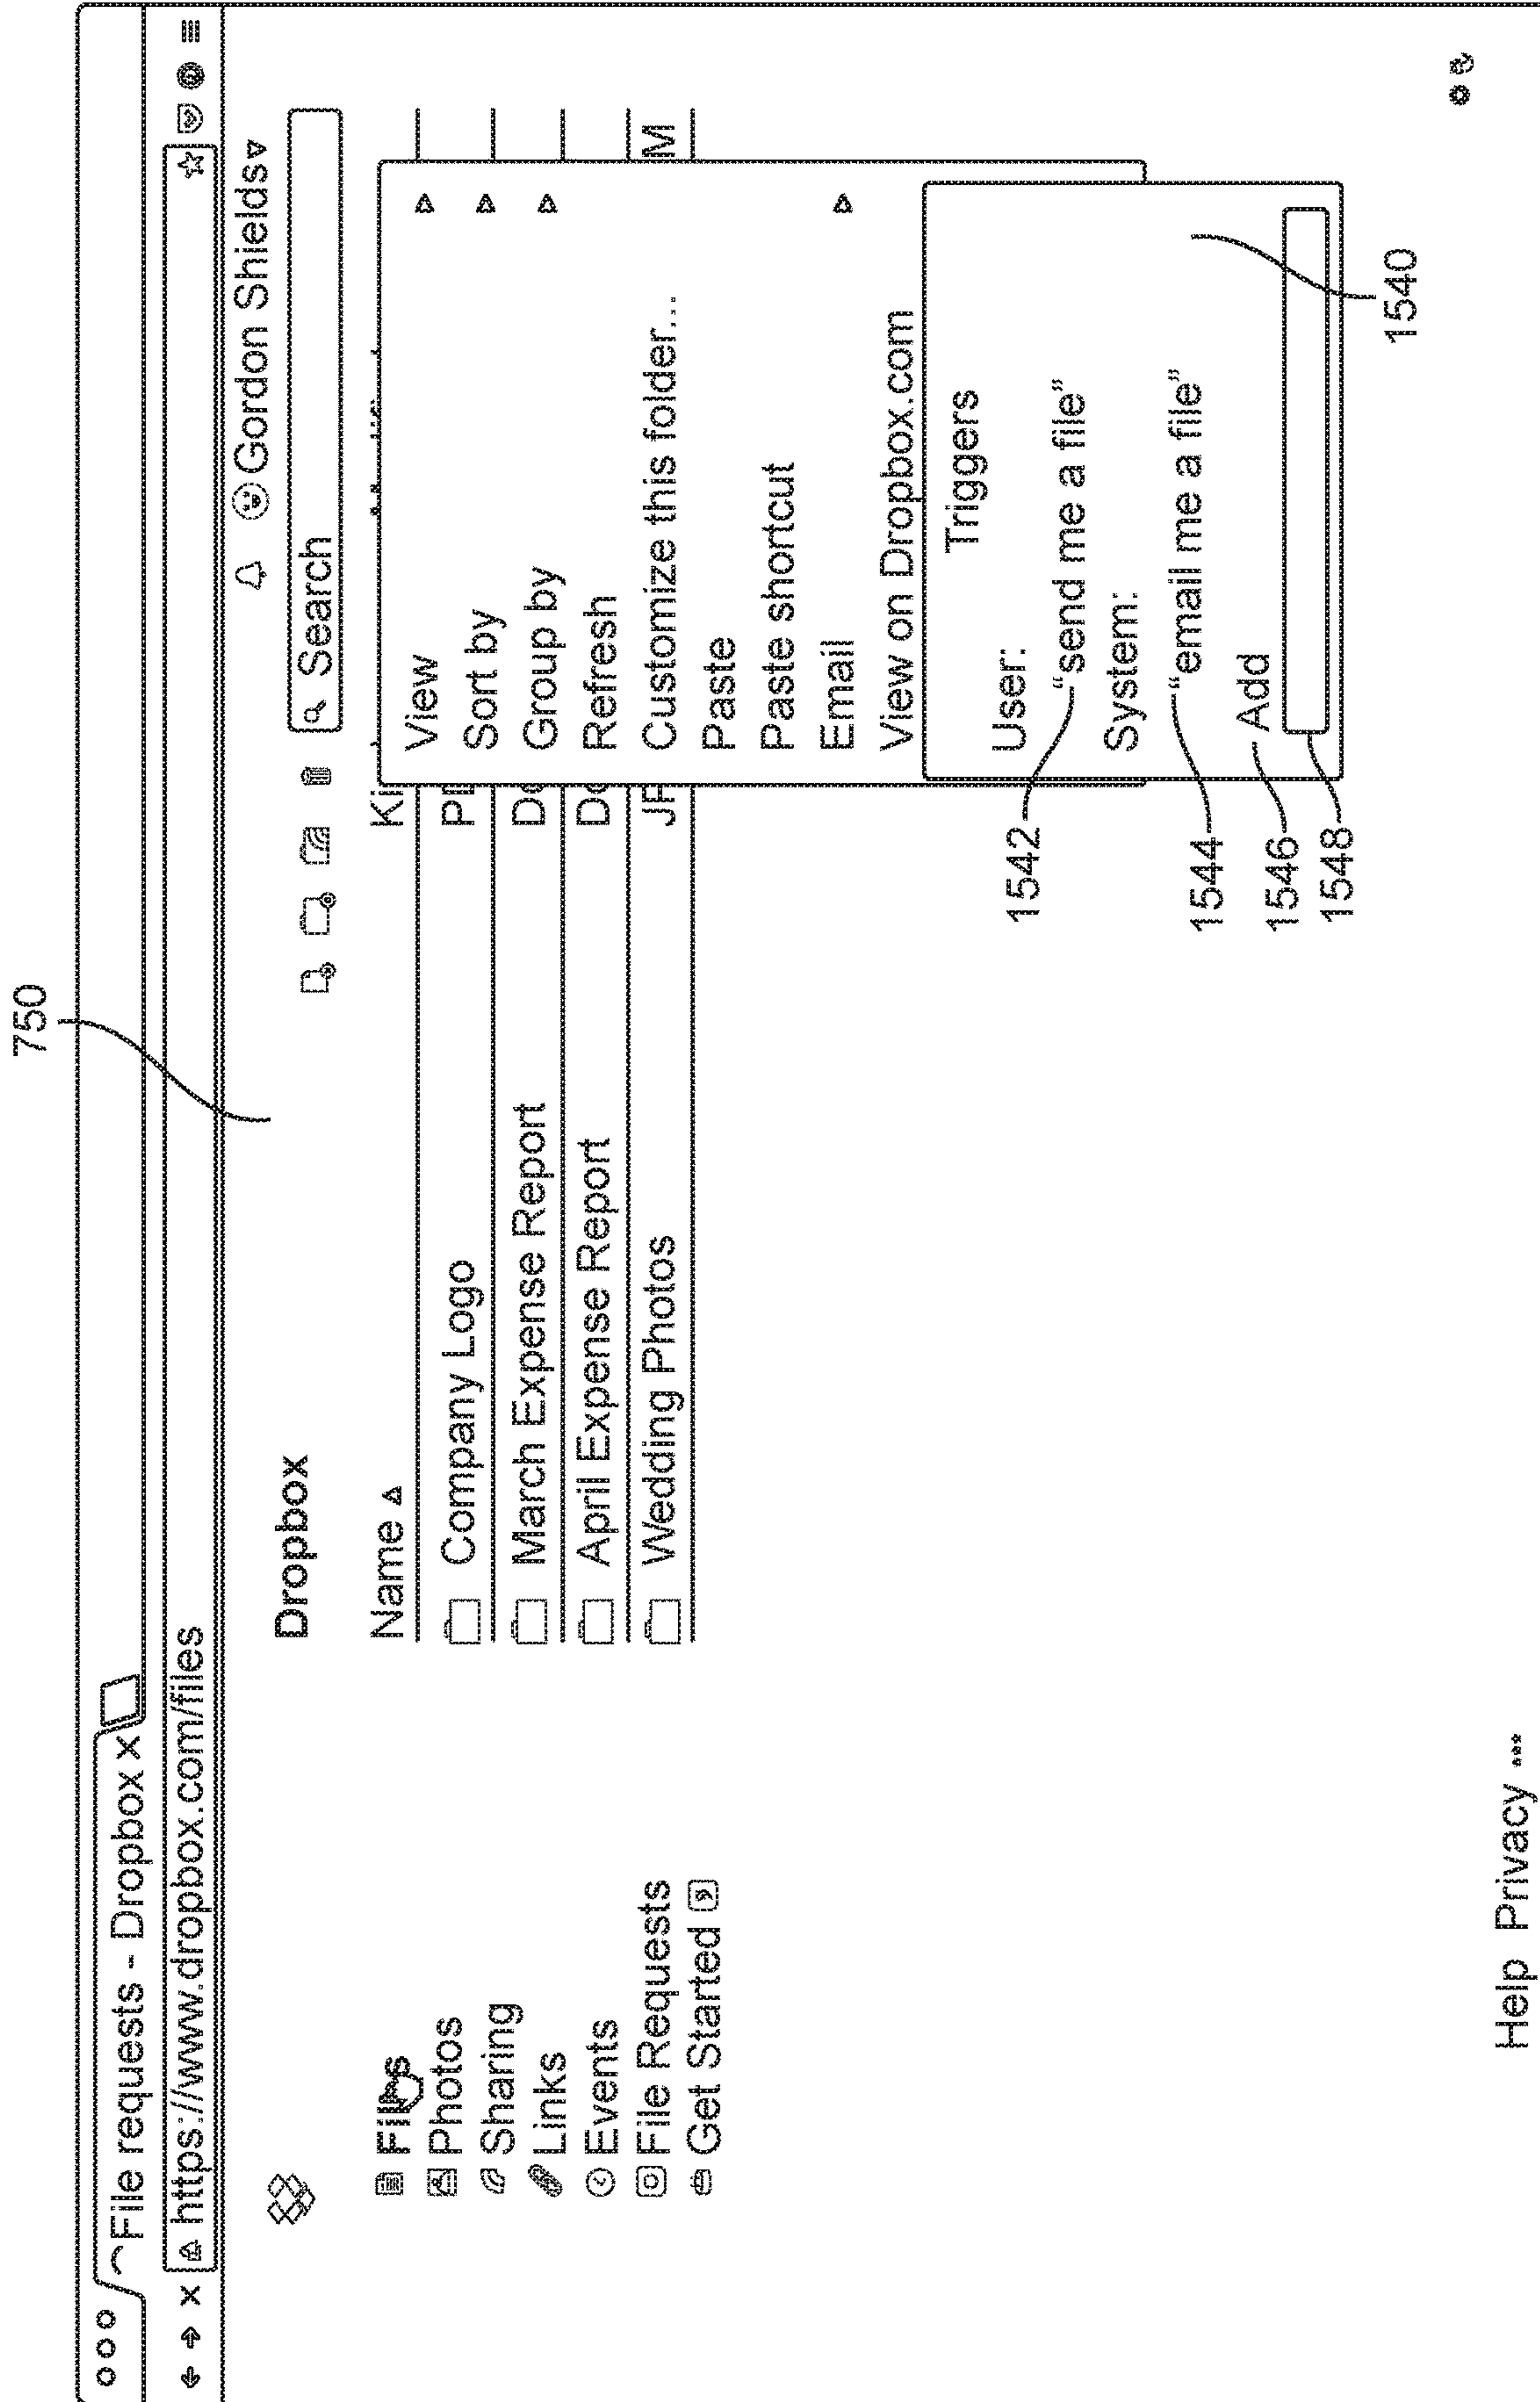 750
File requests - Dropbox x
https://www.dropbox.com/files
Gordon Shields
Dropbox
Search
Files
Photos
Sharing
Links
Events
File Requests
Get Started
Name
Company Logo
March Expense Report
April Expense Report
Wedding Photos
Ki
D
D
JP
M
View
Sort by
Group by
Refresh
Customize this folder...
Paste
Paste shortcut
Email
View on Dropbox.com
Triggers
User:
1542
“send me a file”
System:
1544
“email me a file”
1546
Add
1548
1540
Help Privacy ...